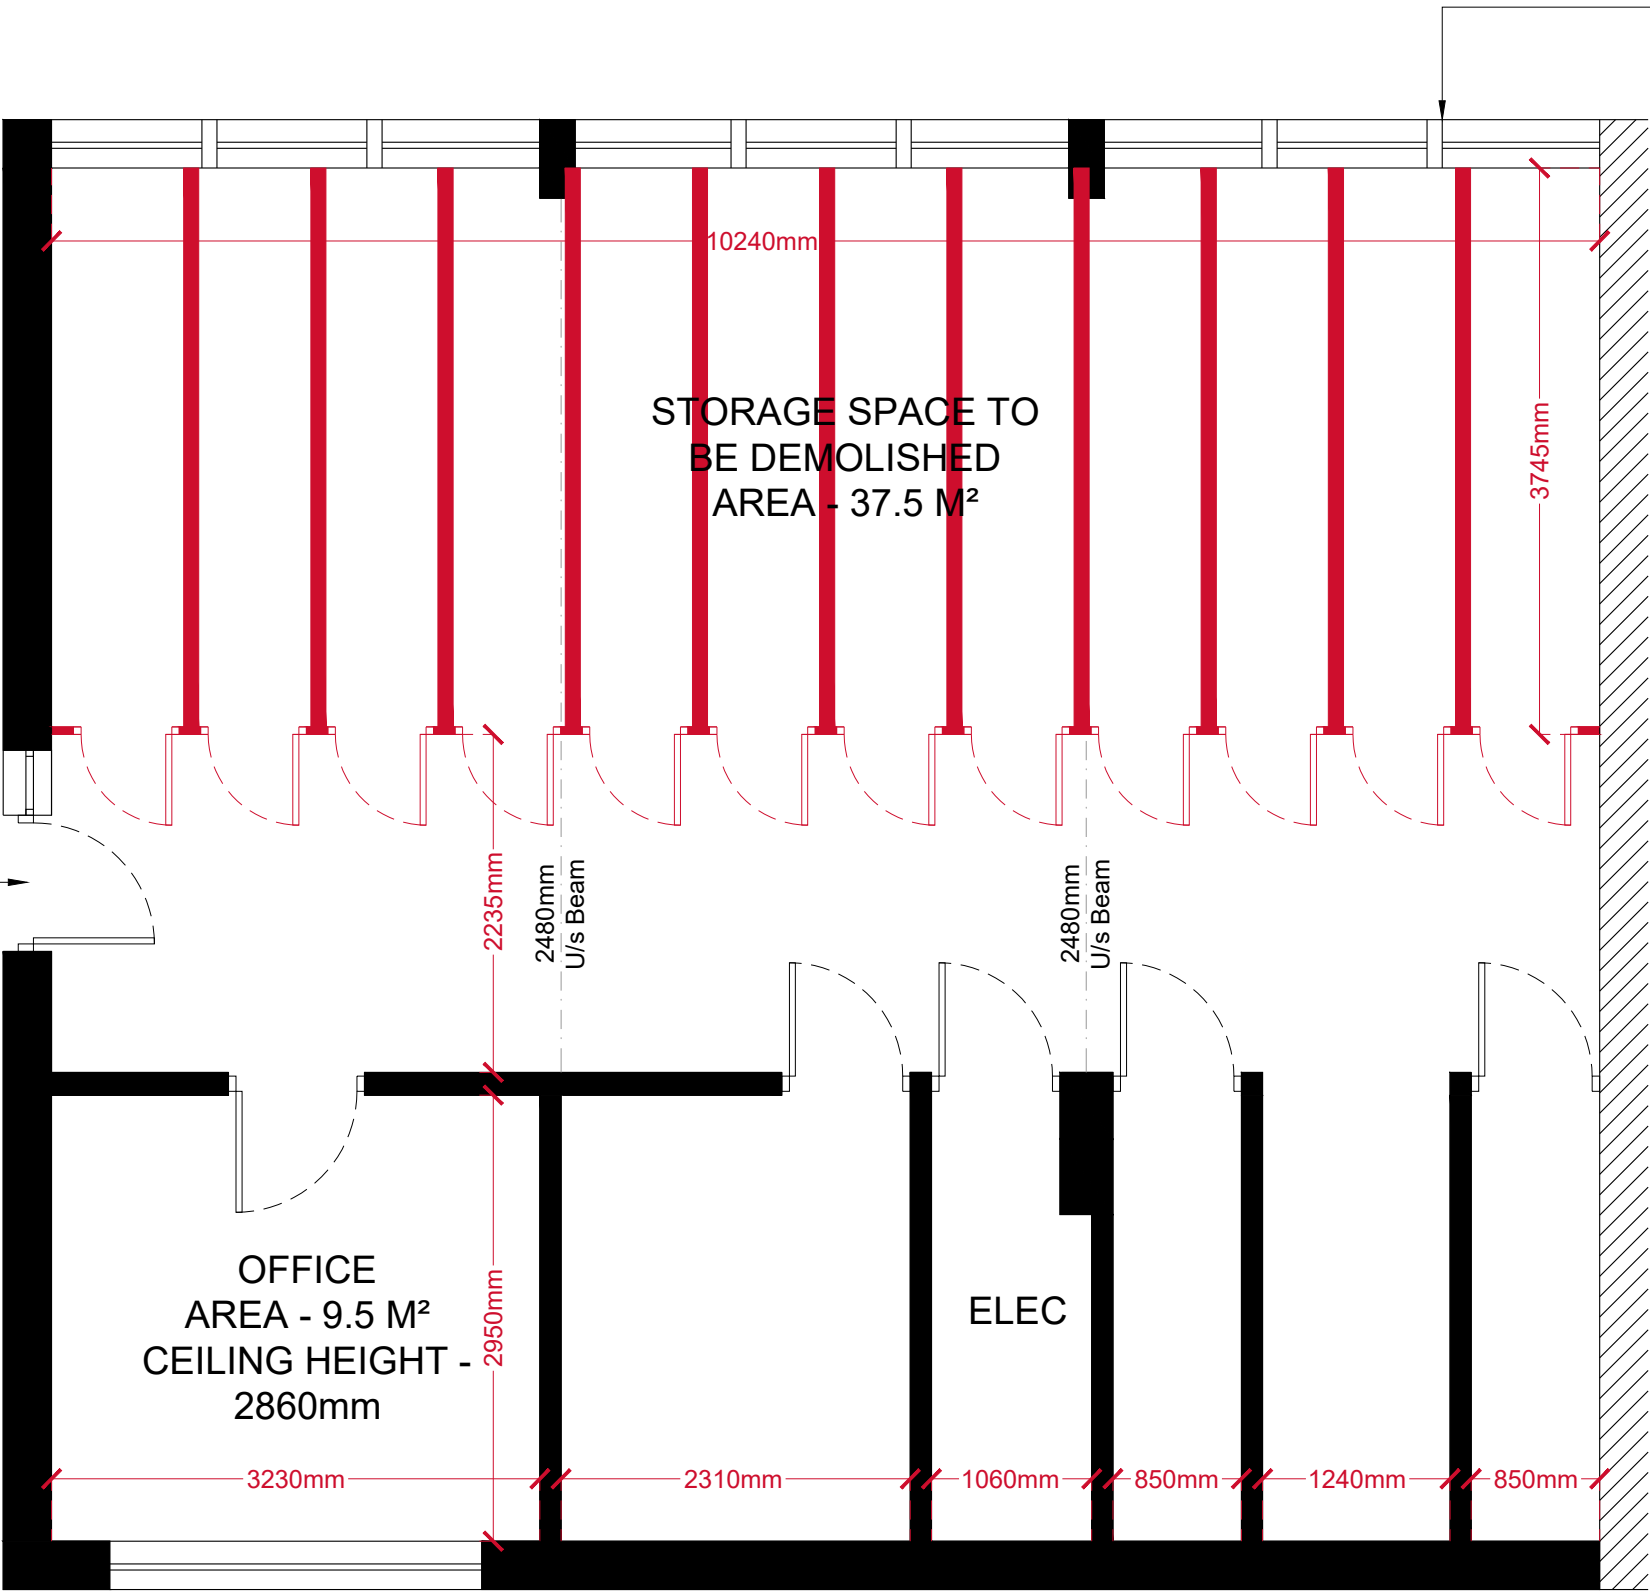 10240mm
STORAGE SPACE TO
BE DEMOLISHED
AREA - 37.5 M²
3745mm
2235mm
2480mm
U/s Beam
2480mm
U/s Beam
OFFICE
AREA - 9.5 M²
CEILING HEIGHT -
2860mm
2950mm
ELEC
3230mm
2310mm
1060mm
850mm
1240mm
850mm